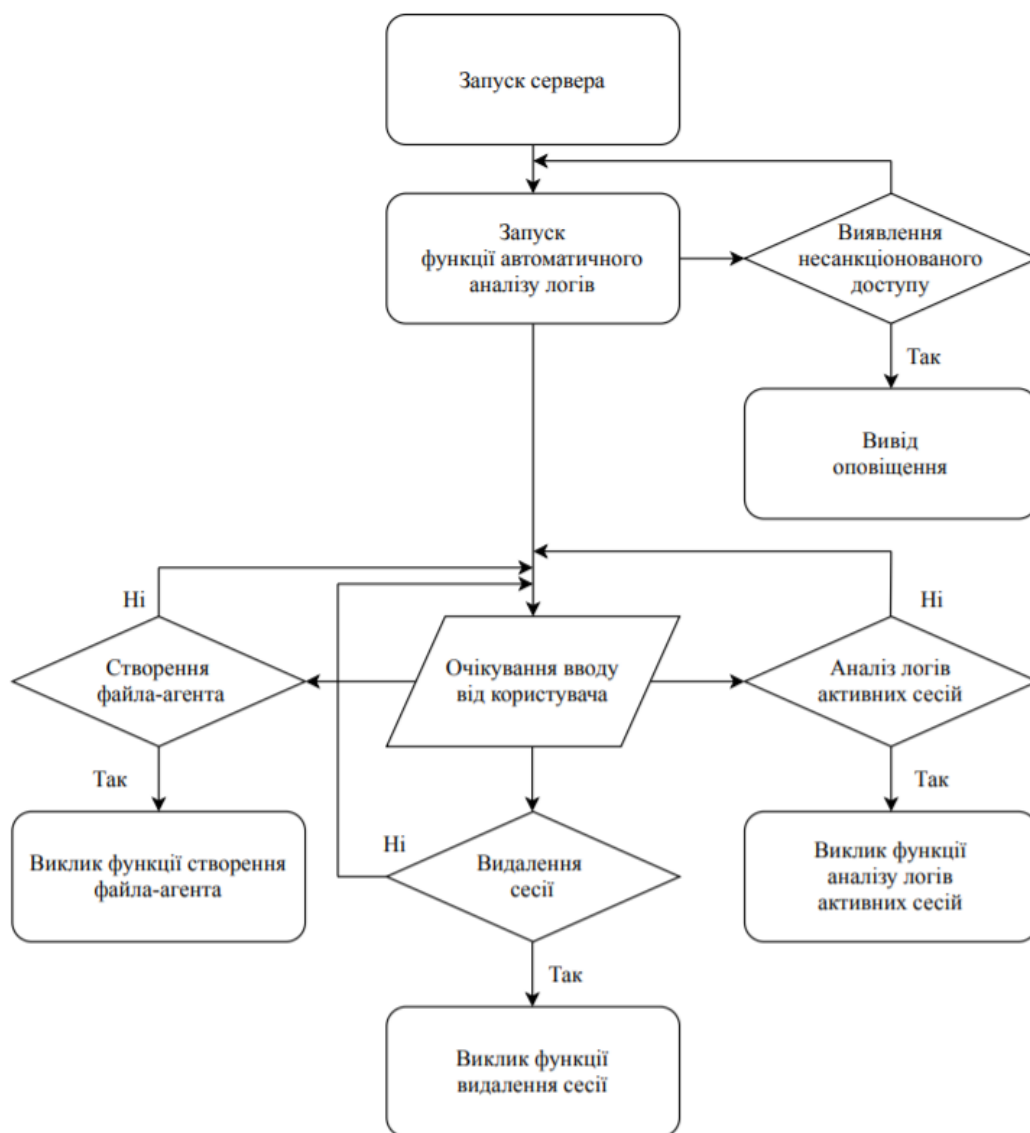 Запуск сервера
Запуск
функції автоматичного
аналізу логів
Виявлення
несанкціонованого
доступу
Так
Вивід
оповіщення
Ні
Ні
Створення
файла-агента
Очікування вводу
від користувача
Аналіз логів
активних сесій
Так
Так
Виклик функції створення
файла-агента
Ні
Видалення
сесії
Виклик функції
аналізу логів
активних сесій
Так
Виклик функції
видалення сесії